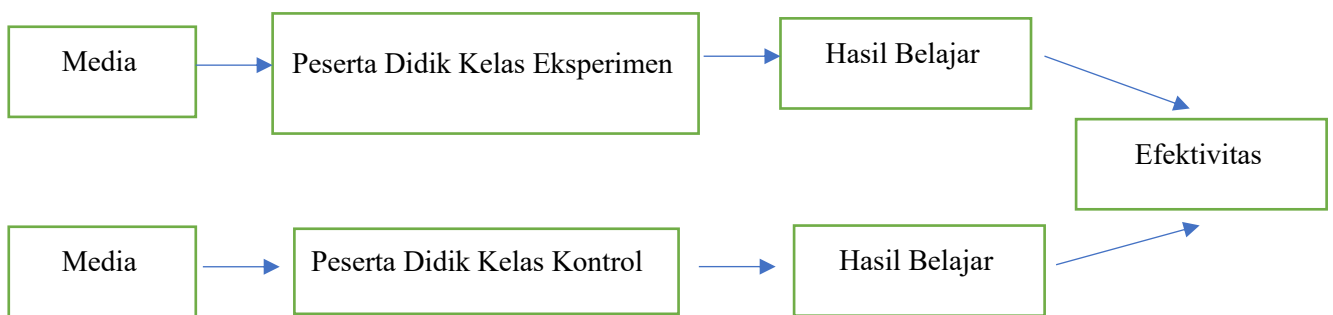 Media
Peserta Didik Kelas Eksperimen
Hasil Belajar
Efektivitas
Media
Peserta Didik Kelas Kontrol
Hasil Belajar